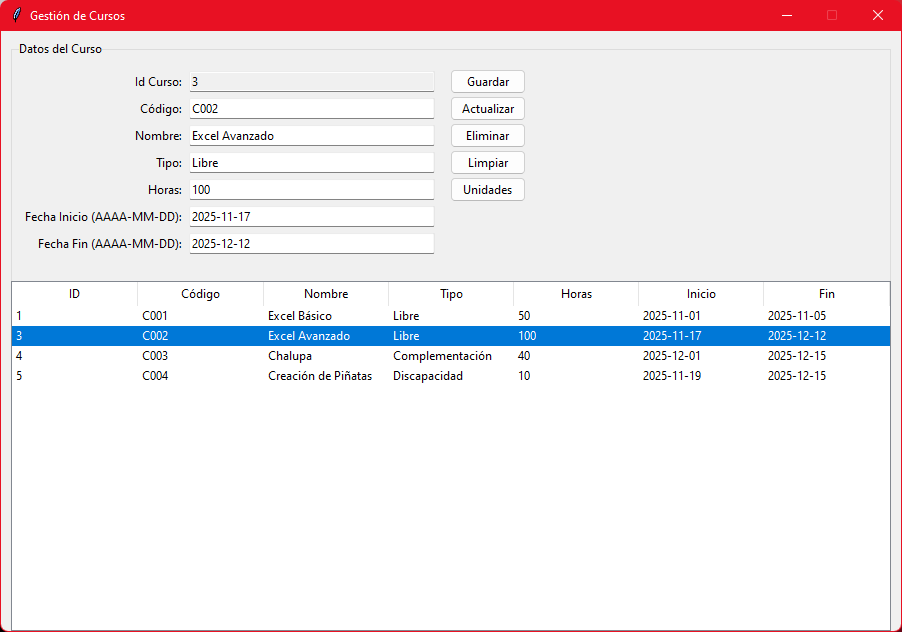 Gestión de Cursos
Datos del Curso
Id Curso: 3 Guardar
Código: C002 Actualizar
Nombre: Excel Avanzado Eliminar
Tipo: Libre Limpiar
Horas: 100 Unidades
Fecha Inicio (AAAA-MM-DD): 2025-11-17
Fecha Fin (AAAA-MM-DD): 2025-12-12
ID Código Nombre Tipo Horas Inicio Fin
1 C001 Excel Básico Libre 50 2025-11-01 2025-11-05
3 C002 Excel Avanzado Libre 100 2025-11-17 2025-12-12
4 C003 Chalupa Complementación 40 2025-12-01 2025-12-15
5 C004 Creación de Piñatas Discapacidad 10 2025-11-19 2025-12-15